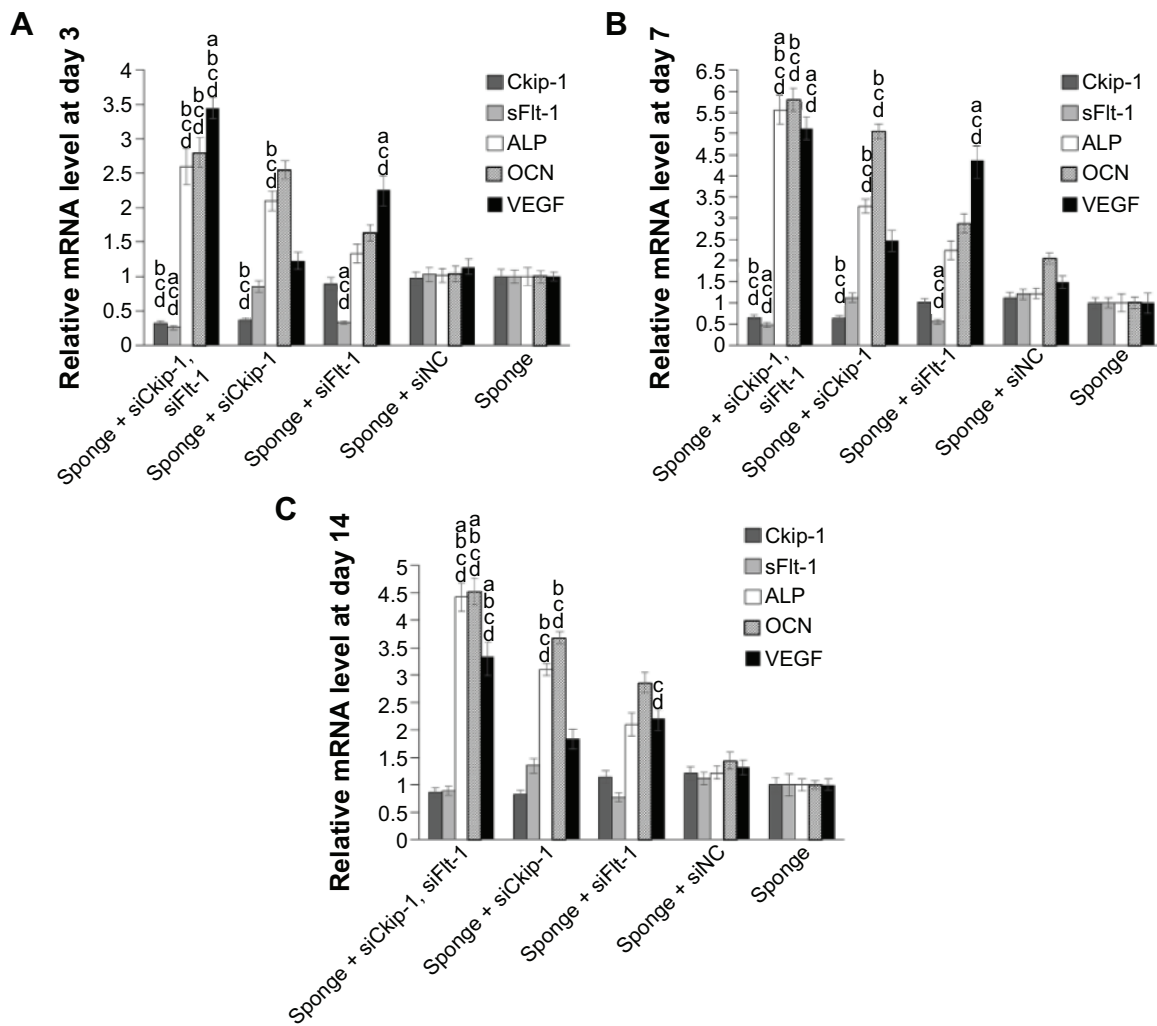 A
Relative mRNA level at day 3
4
3.5
3
2.5
2
1.5
1
0.5
0
b
c
d
a
c
d
b
c
d
b
c
d
a
b
c
d
b
c
d
b
c
d
a
c
d
a
c
d
Ckip-1
sFlt-1
ALP
OCN
VEGF
Sponge + siCkip-1,
siFlt-1
Sponge + siCkip-1
Sponge + siFlt-1
Sponge + siNC
Sponge
B
Relative mRNA level at day 7
6.5
6
5.5
5
4.5
4
3.5
3
2.5
2
1.5
1
0.5
0
b
c
d
a
c
d
a
b
c
d
b
c
d
a
c
d
b
c
d
b
c
d
b
c
d
a
c
d
a
c
d
Ckip-1
sFlt-1
ALP
OCN
VEGF
Sponge + siCkip-1,
siFlt-1
Sponge + siCkip-1
Sponge + siFlt-1
Sponge + siNC
Sponge
C
Relative mRNA level at day 14
5
4.5
4
3.5
3
2.5
2
1.5
1
0.5
0
a
b
c
d
a
b
c
d
a
b
c
d
b
c
d
b
c
d
c
d
Ckip-1
sFlt-1
ALP
OCN
VEGF
Sponge + siCkip-1, siFlt-1
Sponge + siCkip-1
Sponge + siFlt-1
Sponge + siNC
Sponge